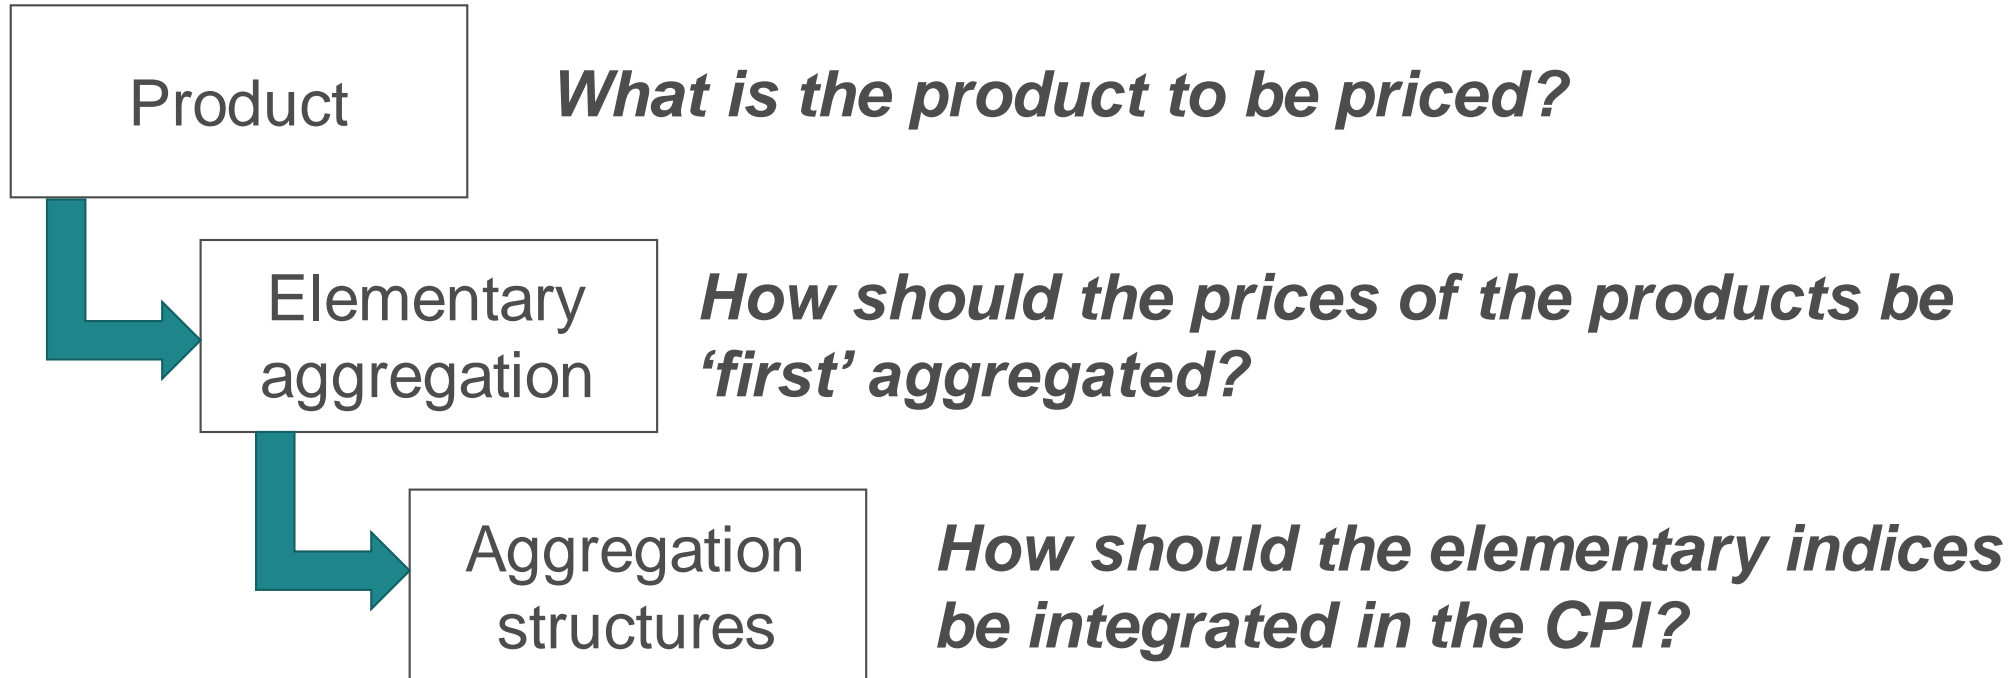 Product
What is the product to be priced?
Elementary
aggregation
How should the prices of the products be
‘first’ aggregated?
Aggregation
structures
How should the elementary indices
be integrated in the CPI?